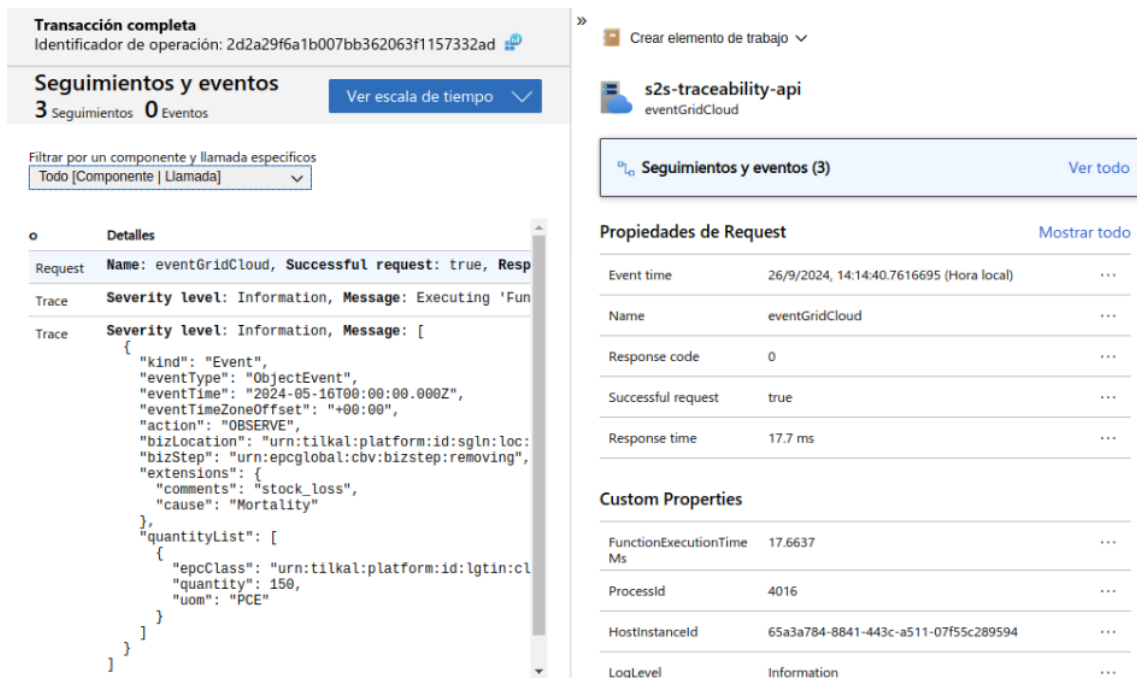 Transacción completa
Identificador de operación: 2d2a29f6a1b007bb362063f1157332ad
Seguimientos y eventos
3 Seguimientos 0 Eventos
Ver escala de tiempo
Filtrar por un componente y llamada específicos
Todo [Componente | Llamada]
o Detalles
Request Name: eventGridCloud, Successful request: true, Resp
Trace Severity level: Information, Message: Executing 'Fun
Trace Severity level: Information, Message: [
{
"kind": "Event",
"eventType": "ObjectEvent",
"eventTime": "2024-05-16T00:00:00.000Z",
"eventTimeZoneOffset": "+00:00",
"action": "OBSERVE",
"bizLocation": "urn:tilkal:platform:id:sgln:loc:
"bizStep": "urn:epcglobal:cbv:bizstep:removing",
"extensions": {
"comments": "stock_loss",
"cause": "Mortality"
},
"quantityList": [
{
"epcClass": "urn:tilkal:platform:id:lgtin:cl
"quantity": 150,
"uom": "PCE"
}
]
}
]
»
Crear elemento de trabajo
s2s-traceability-api
eventGridCloud
Seguimientos y eventos (3) Ver todo
Propiedades de Request Mostrar todo
Event time 26/9/2024, 14:14:40.7616695 (Hora local) ...
Name eventGridCloud ...
Response code 0 ...
Successful request true ...
Response time 17.7 ms ...
Custom Properties
FunctionExecutionTime 17.6637 ...
Ms
ProcessId 4016 ...
HostInstanceId 65a3a784-8841-443c-a511-07f55c289594 ...
LogLevel Information ...